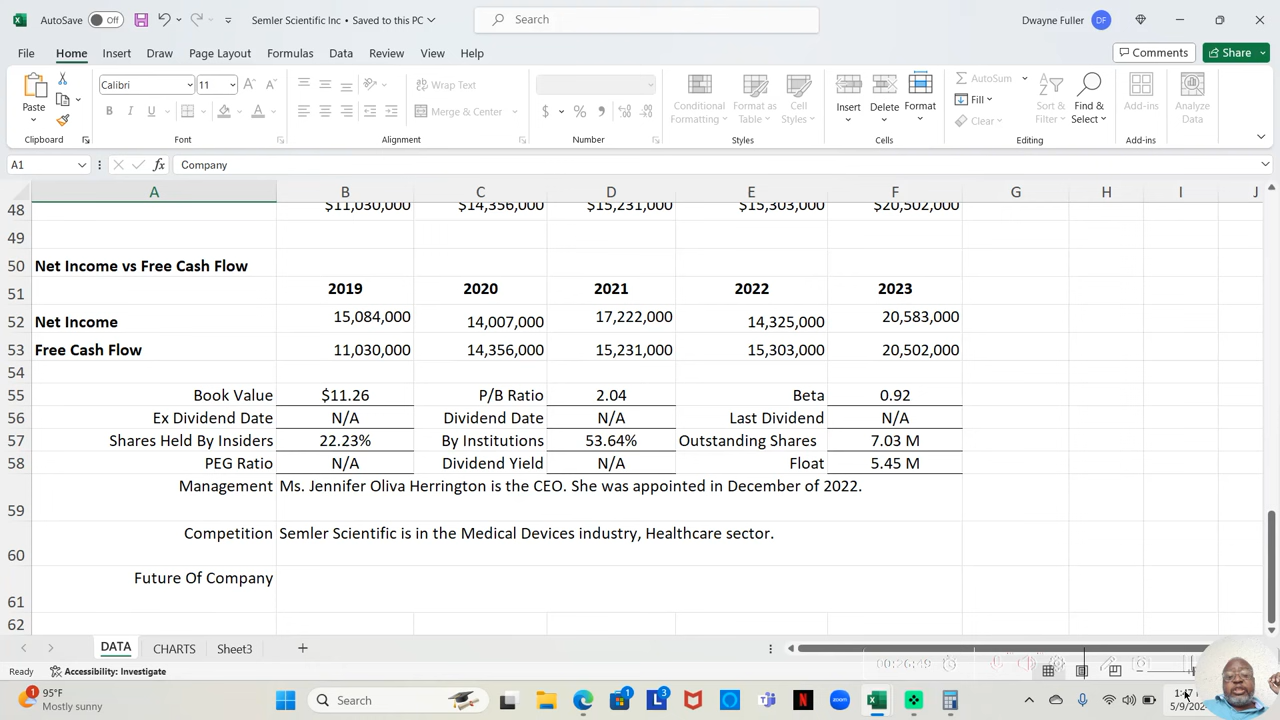 AutoSave Off Semler Scientific Inc • Saved to this PC Search Dwayne Fuller DF
File Home Insert Draw Page Layout Formulas Data Review View Help Comments Share
Calibri 11 Wrap Text AutoSum
Paste Conditional Formatting Format as Table Cell Styles Insert Delete Format Fill Sort & Filter Find & Select Add-ins Analyze Data
B I U A Merge & Center $ % Clear
Clipboard Font Alignment Number Styles Cells Editing Add-ins
A1 fx Company
A B C D E F G H I J
48 $11,030,000 $14,356,000 $15,231,000 $15,303,000 $20,502,000
49
50 Net Income vs Free Cash Flow
51 2019 2020 2021 2022 2023
52 Net Income 15,084,000 14,007,000 17,222,000 14,325,000 20,583,000
53 Free Cash Flow 11,030,000 14,356,000 15,231,000 15,303,000 20,502,000
54
55 Book Value $11.26 P/B Ratio 2.04 Beta 0.92
56 Ex Dividend Date N/A Dividend Date N/A Last Dividend N/A
57 Shares Held By Insiders 22.23% By Institutions 53.64% Outstanding Shares 7.03 M
58 PEG Ratio N/A Dividend Yield N/A Float 5.45 M
59 Management Ms. Jennifer Oliva Herrington is the CEO. She was appointed in December of 2022.
60 Competition Semler Scientific is in the Medical Devices industry, Healthcare sector.
61 Future Of Company
62
DATA CHARTS Sheet3
Ready Accessibility: Investigate 00:26:49
95°F
Mostly sunny
1 Search 1 3